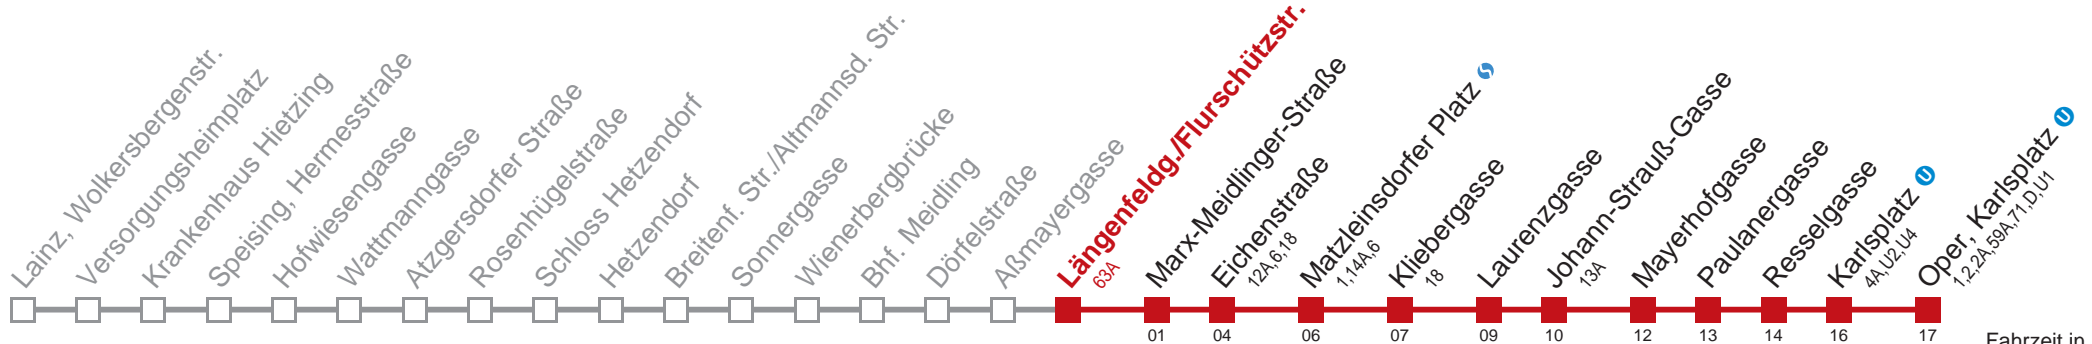 Lainz, Wolkersbergenstr.
Versorgungsheimplatz
Krankenhaus Hietzing
Speising, Hermesstraße
Hofwiesengasse
Wattmanngasse
Atzgersdorfer Straße
Rosenhügelstraße
Schloss Hetzendorf
Hetzendorf
Breitenf. Str./Altmannsd. Str.
Sonnergasse
Wienerbergbrücke
Bhf. Meidling
Dörfelstraße
Aßmayergasse
Längenfeldg./Flurschützstr.
63A
Marx-Meidlinger-Straße
01
Eichenstraße
12A,6,18
04
Matzleinsdorfer Platz
1,14A,6
06
Kliebergasse
18
07
Laurenzgasse
09
Johann-Strauß-Gasse
13A
10
Mayerhofgasse
12
Paulanergasse
13
Resselgasse
14
Karlsplatz U
4A,U2,U4
16
Oper, Karlsplatz U
1,2,2A,59A,71,D,U1
17
Fahrzeit in